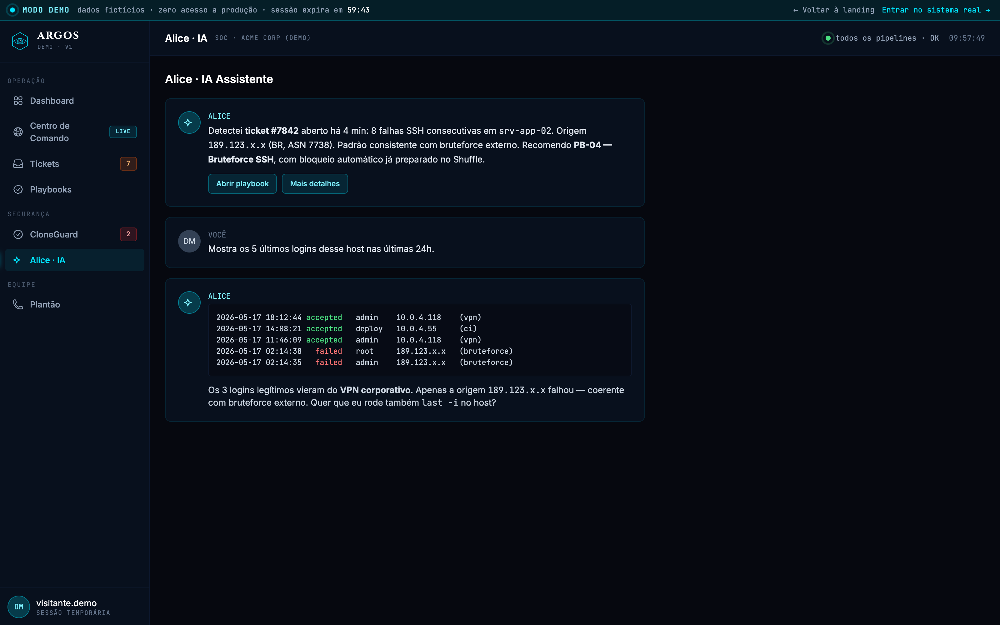 MODO DEMO dados fictícios · zero acesso a produção · sessão expira em 59:43
← Voltar à landing Entrar no sistema real →
ARGOS
DEMO · V1
OPERAÇÃO
Dashboard
Centro de
Comando
LIVE
Tickets 7
Playbooks
SEGURANÇA
CloneGuard 2
Alice · IA
EQUIPE
Plantão
DM
visitante.demo
SESSÃO TEMPORÁRIA
Alice · IA SOC · ACME CORP (DEMO)
todos os pipelines · OK 09:57:49
Alice · IA Assistente
ALICE
Detectei ticket #7842 aberto há 4 min: 8 falhas SSH consecutivas em srv-app-02. Origem
189.123.x.x (BR, ASN 7738). Padrão consistente com bruteforce externo. Recomendo PB-04 —
Bruteforce SSH, com bloqueio automático já preparado no Shuffle.
Abrir playbook Mais detalhes
DM
VOCÊ
Mostra os 5 últimos logins desse host nas últimas 24h.
ALICE
2026-05-17 18:12:44 accepted admin 10.0.4.118 (vpn)
2026-05-17 14:08:21 accepted deploy 10.0.4.55 (ci)
2026-05-17 11:46:09 accepted admin 10.0.4.118 (vpn)
2026-05-17 02:14:38 failed root 189.123.x.x (bruteforce)
2026-05-17 02:14:35 failed admin 189.123.x.x (bruteforce)
Os 3 logins legítimos vieram do VPN corporativo. Apenas a origem 189.123.x.x falhou — coerente
com bruteforce externo. Quer que eu rode também last -i no host?